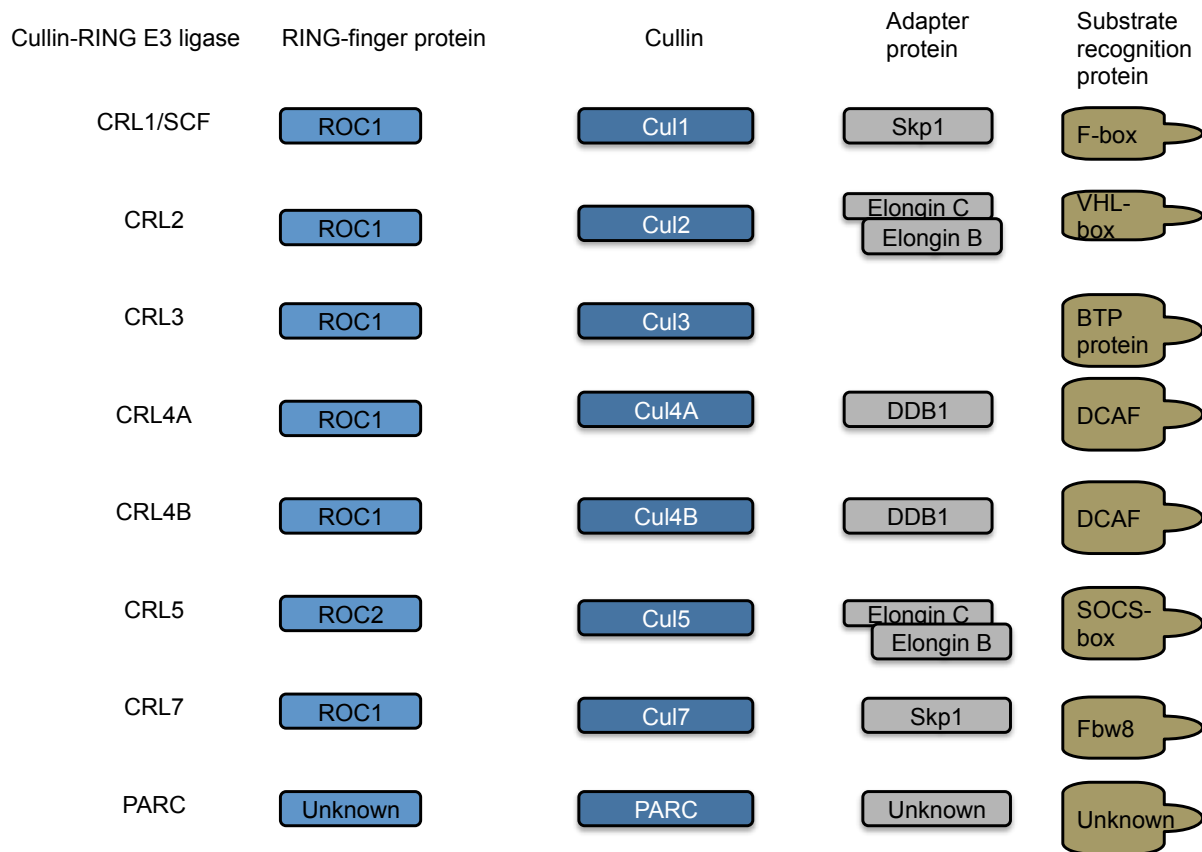 Cullin-RING E3 ligase
RING-finger protein
Cullin
Adapter
protein
Substrate
recognition
protein
CRL1/SCF
ROC1
Cul1
Skp1
F-box
CRL2
ROC1
Cul2
Elongin C
Elongin B
VHL-
box
CRL3
ROC1
Cul3
BTP
protein
CRL4A
ROC1
Cul4A
DDB1
DCAF
CRL4B
ROC1
Cul4B
DDB1
DCAF
CRL5
ROC2
Cul5
Elongin C
Elongin B
SOCS-
box
CRL7
ROC1
Cul7
Skp1
Fbw8
PARC
Unknown
PARC
Unknown
Unknown